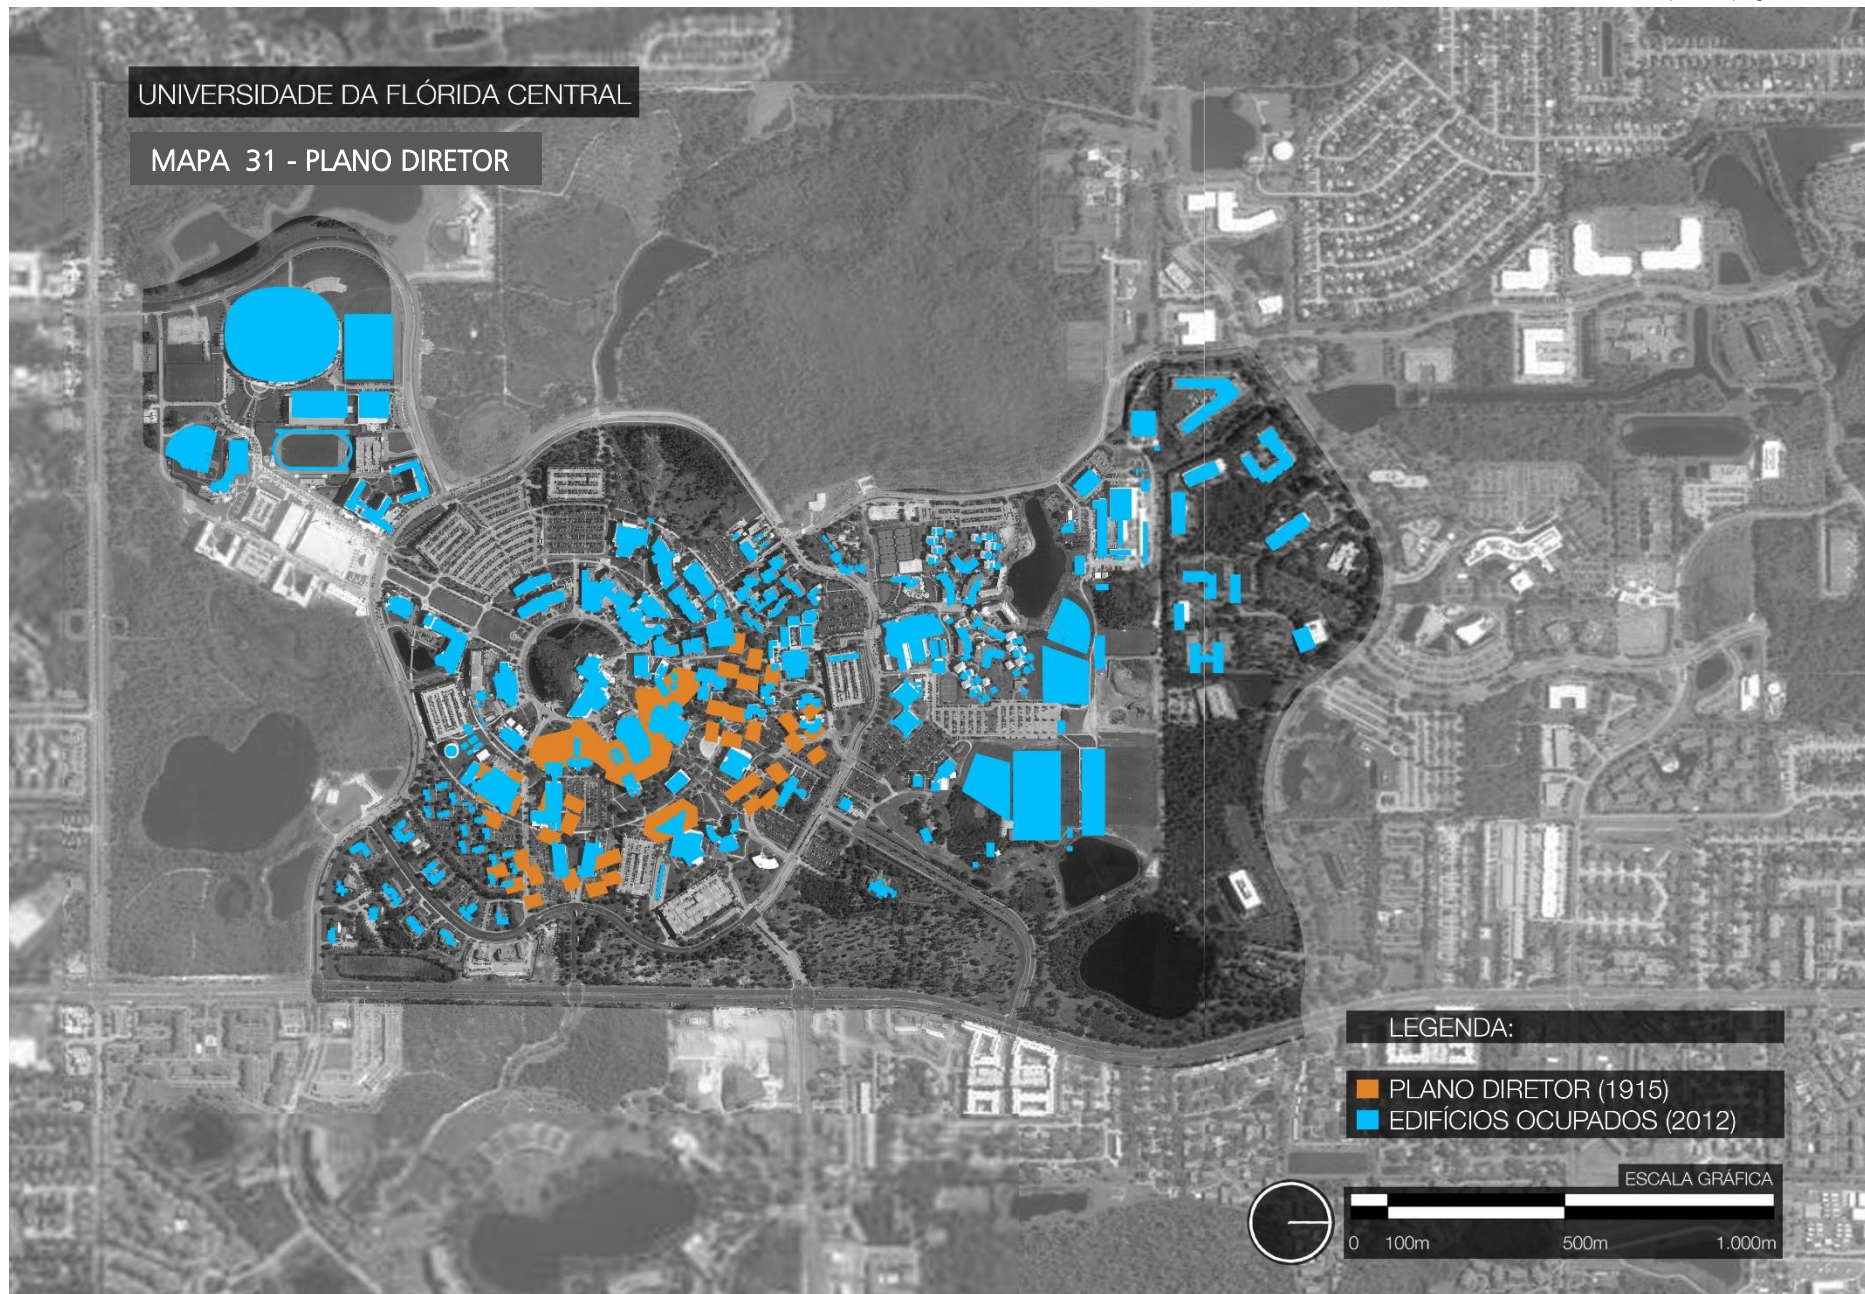 UNIVERSIDADE DA FLÓRIDA CENTRAL
MAPA 31 - PLANO DIRETOR
LEGENDA:
PLANO DIRETOR (1915)
EDIFÍCIOS OCUPADOS (2012)
ESCALA GRÁFICA
0 100m 500m 1.000m